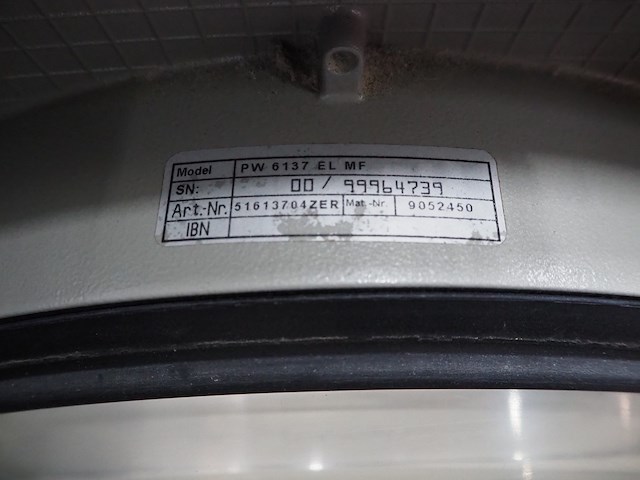 Model PW 6137 EL MF
SN: 00 / 99964739
Art.-Nr. 51613704ZER Mat.-Nr. 9052450
IBN